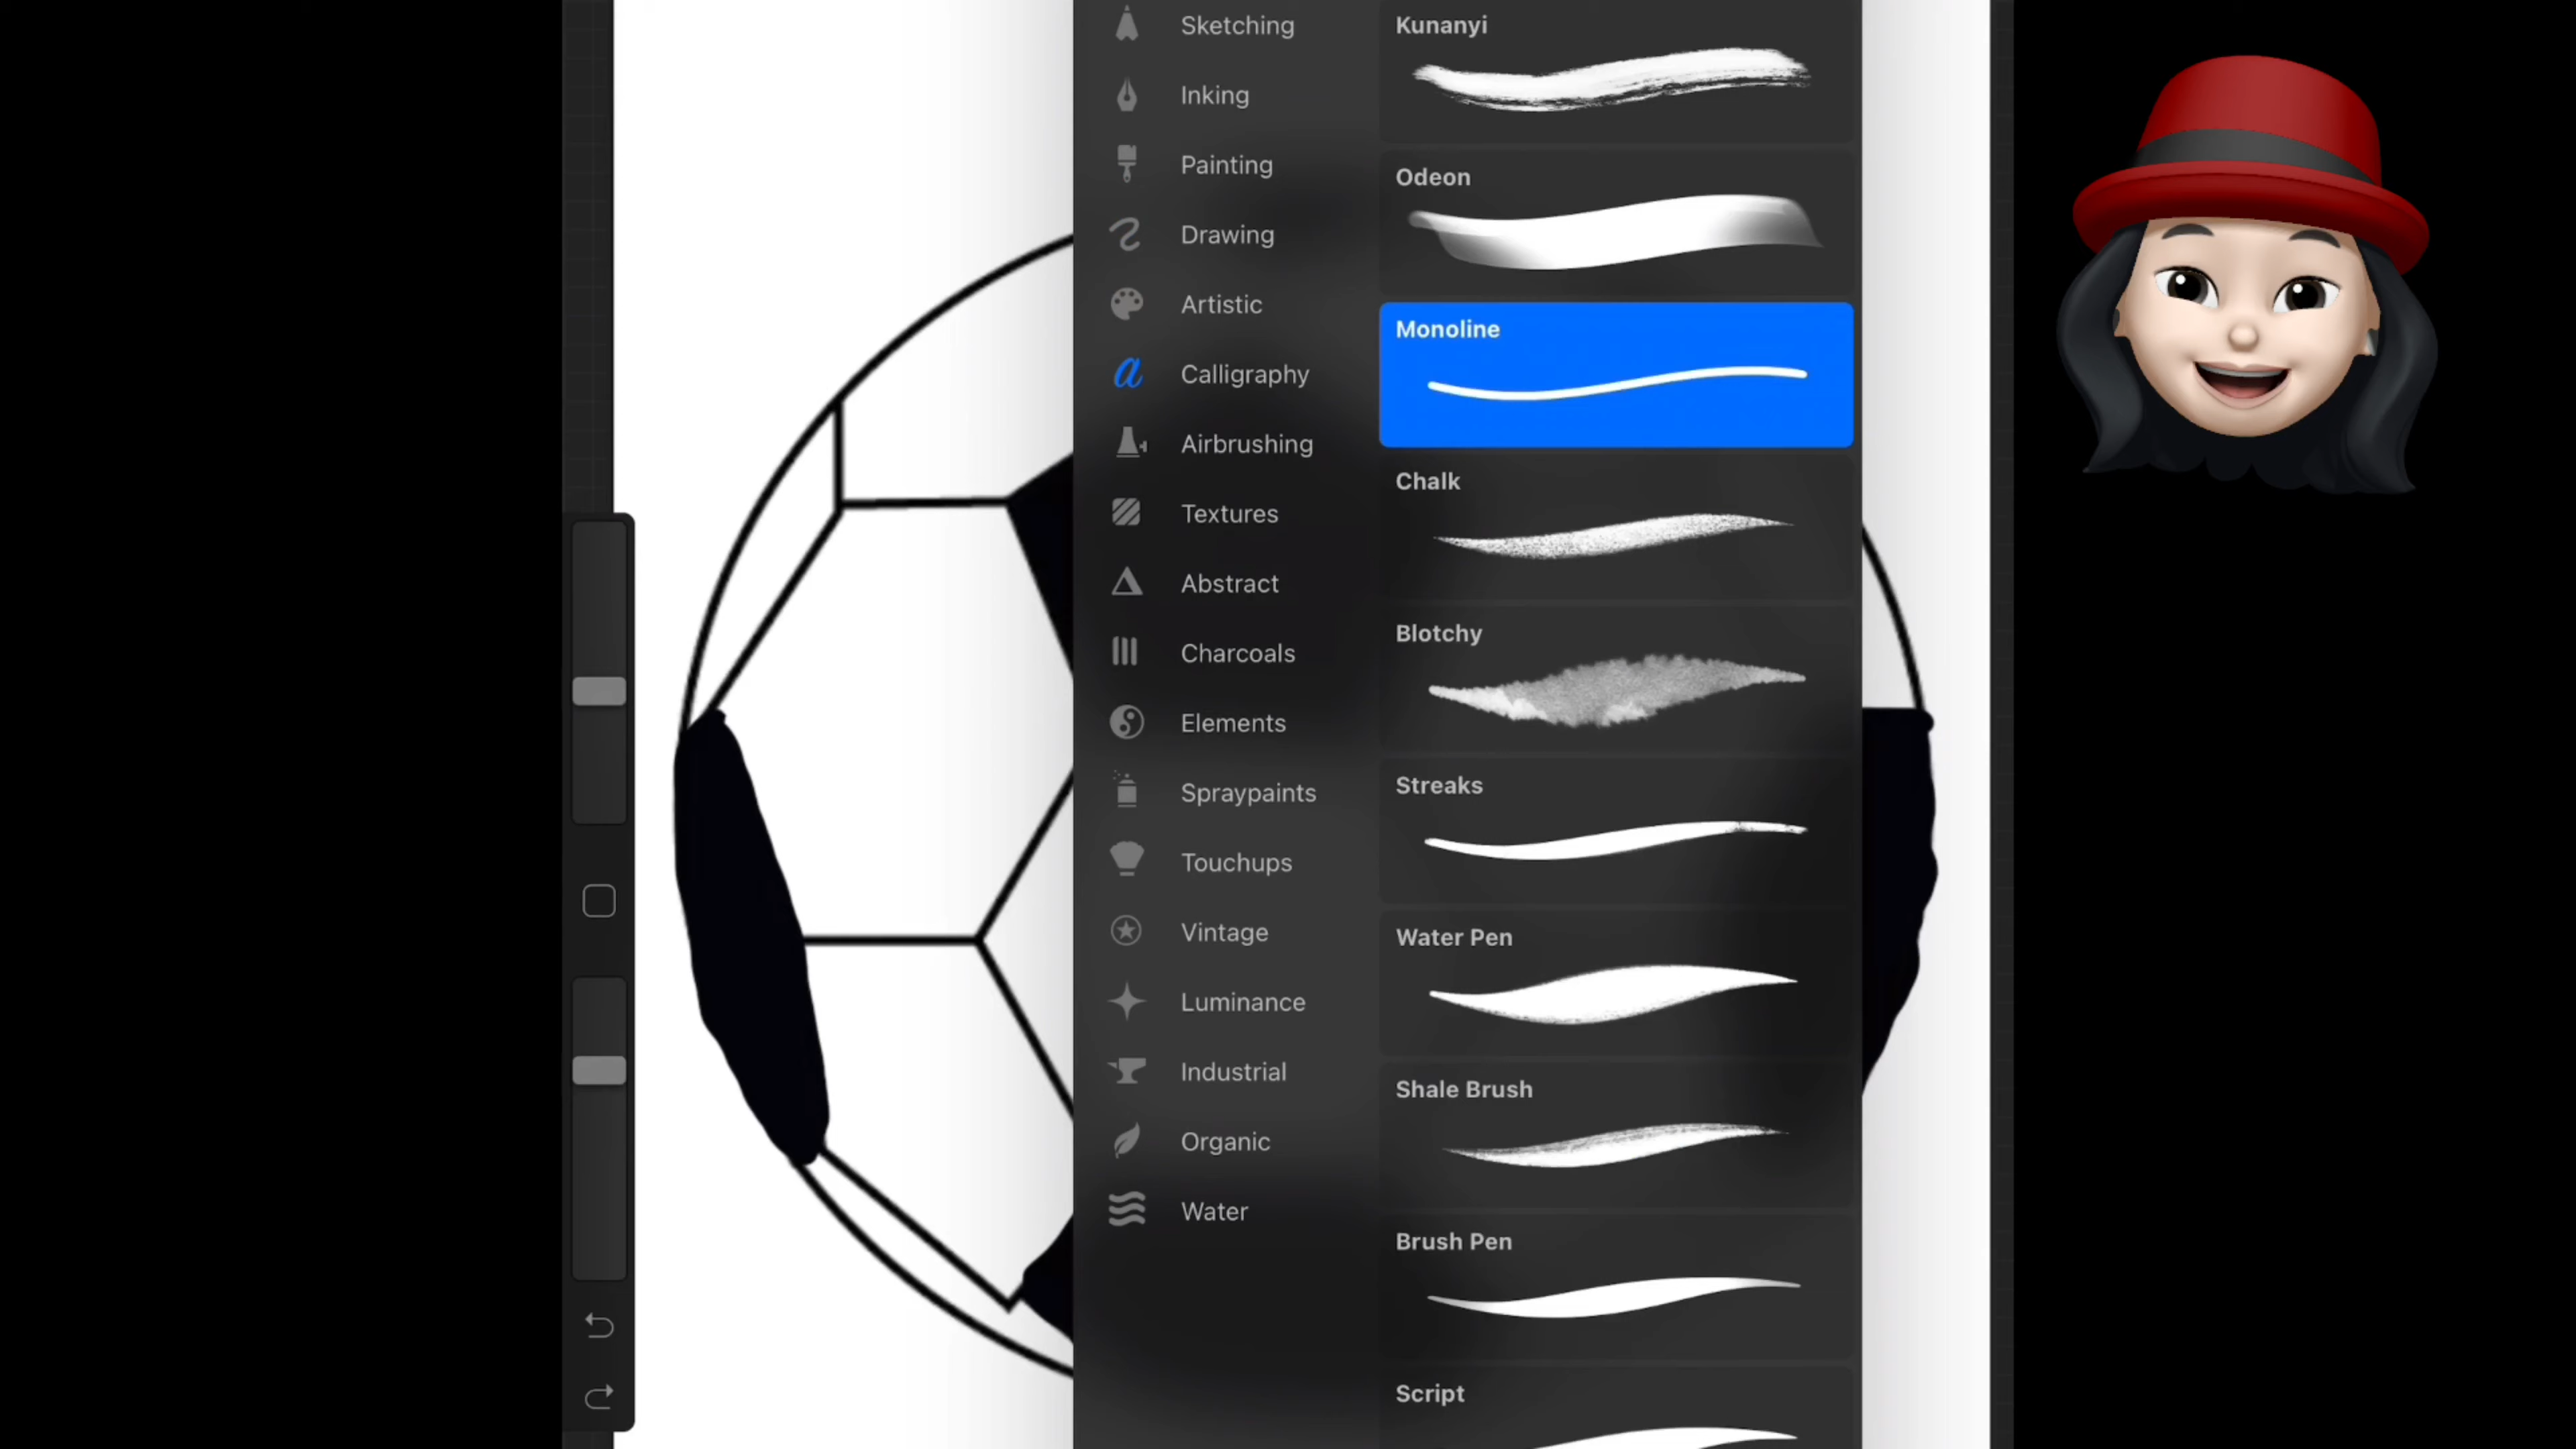 Sketching
Inking
Painting
Drawing
Artistic
Calligraphy
Airbrushing
Textures
Abstract
Charcoals
Elements
Spraypaints
Touchups
Vintage
Luminance
Industrial
Organic
Water
Kunanyi
Odeon
Monoline
Chalk
Blotchy
Streaks
Water Pen
Shale Brush
Brush Pen
Script